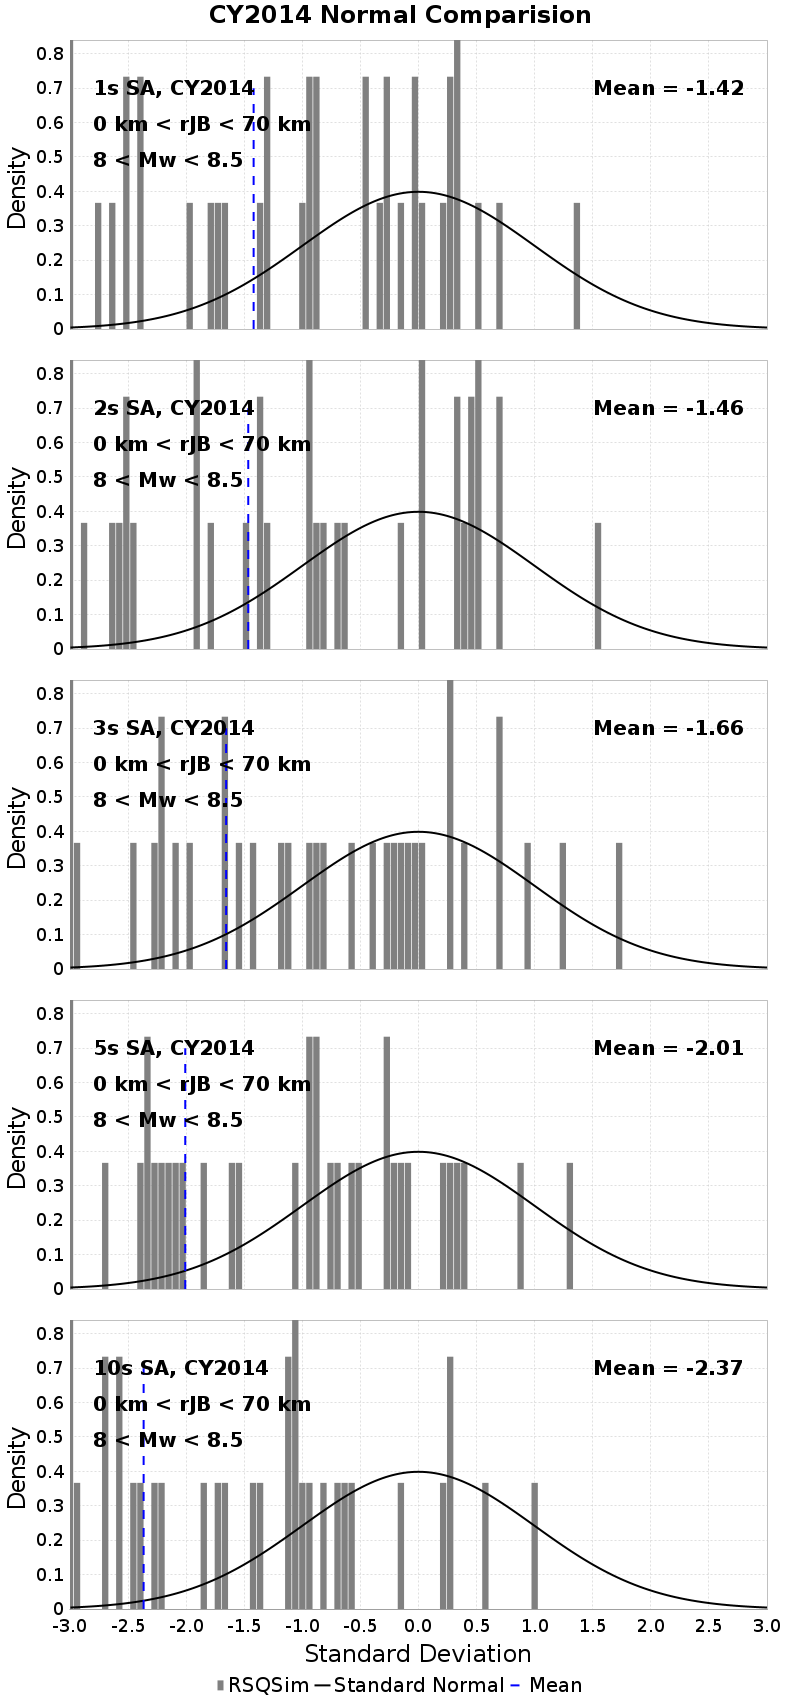 CY2014 Normal Comparision
0.8
0.7
0.6
0.5
0.4
0.3
0.2
0.1
0
Density
1s SA, CY2014
0 km < rJB < 70 km
8 < Mw < 8.5
Mean = -1.42
0.8
0.7
0.6
0.5
0.4
0.3
0.2
0.1
0
Density
2s SA, CY2014
0 km < rJB < 70 km
8 < Mw < 8.5
Mean = -1.46
0.8
0.7
0.6
0.5
0.4
0.3
0.2
0.1
0
Density
3s SA, CY2014
0 km < rJB < 70 km
8 < Mw < 8.5
Mean = -1.66
0.8
0.7
0.6
0.5
0.4
0.3
0.2
0.1
0
Density
5s SA, CY2014
0 km < rJB < 70 km
8 < Mw < 8.5
Mean = -2.01
0.8
0.7
0.6
0.5
0.4
0.3
0.2
0.1
0
Density
10s SA, CY2014
0 km < rJB < 70 km
8 < Mw < 8.5
Mean = -2.37
-3.0 -2.5 -2.0 -1.5 -1.0 -0.5 0.0 0.5 1.0 1.5 2.0 2.5 3.0
Standard Deviation
RSQSim Standard Normal Mean